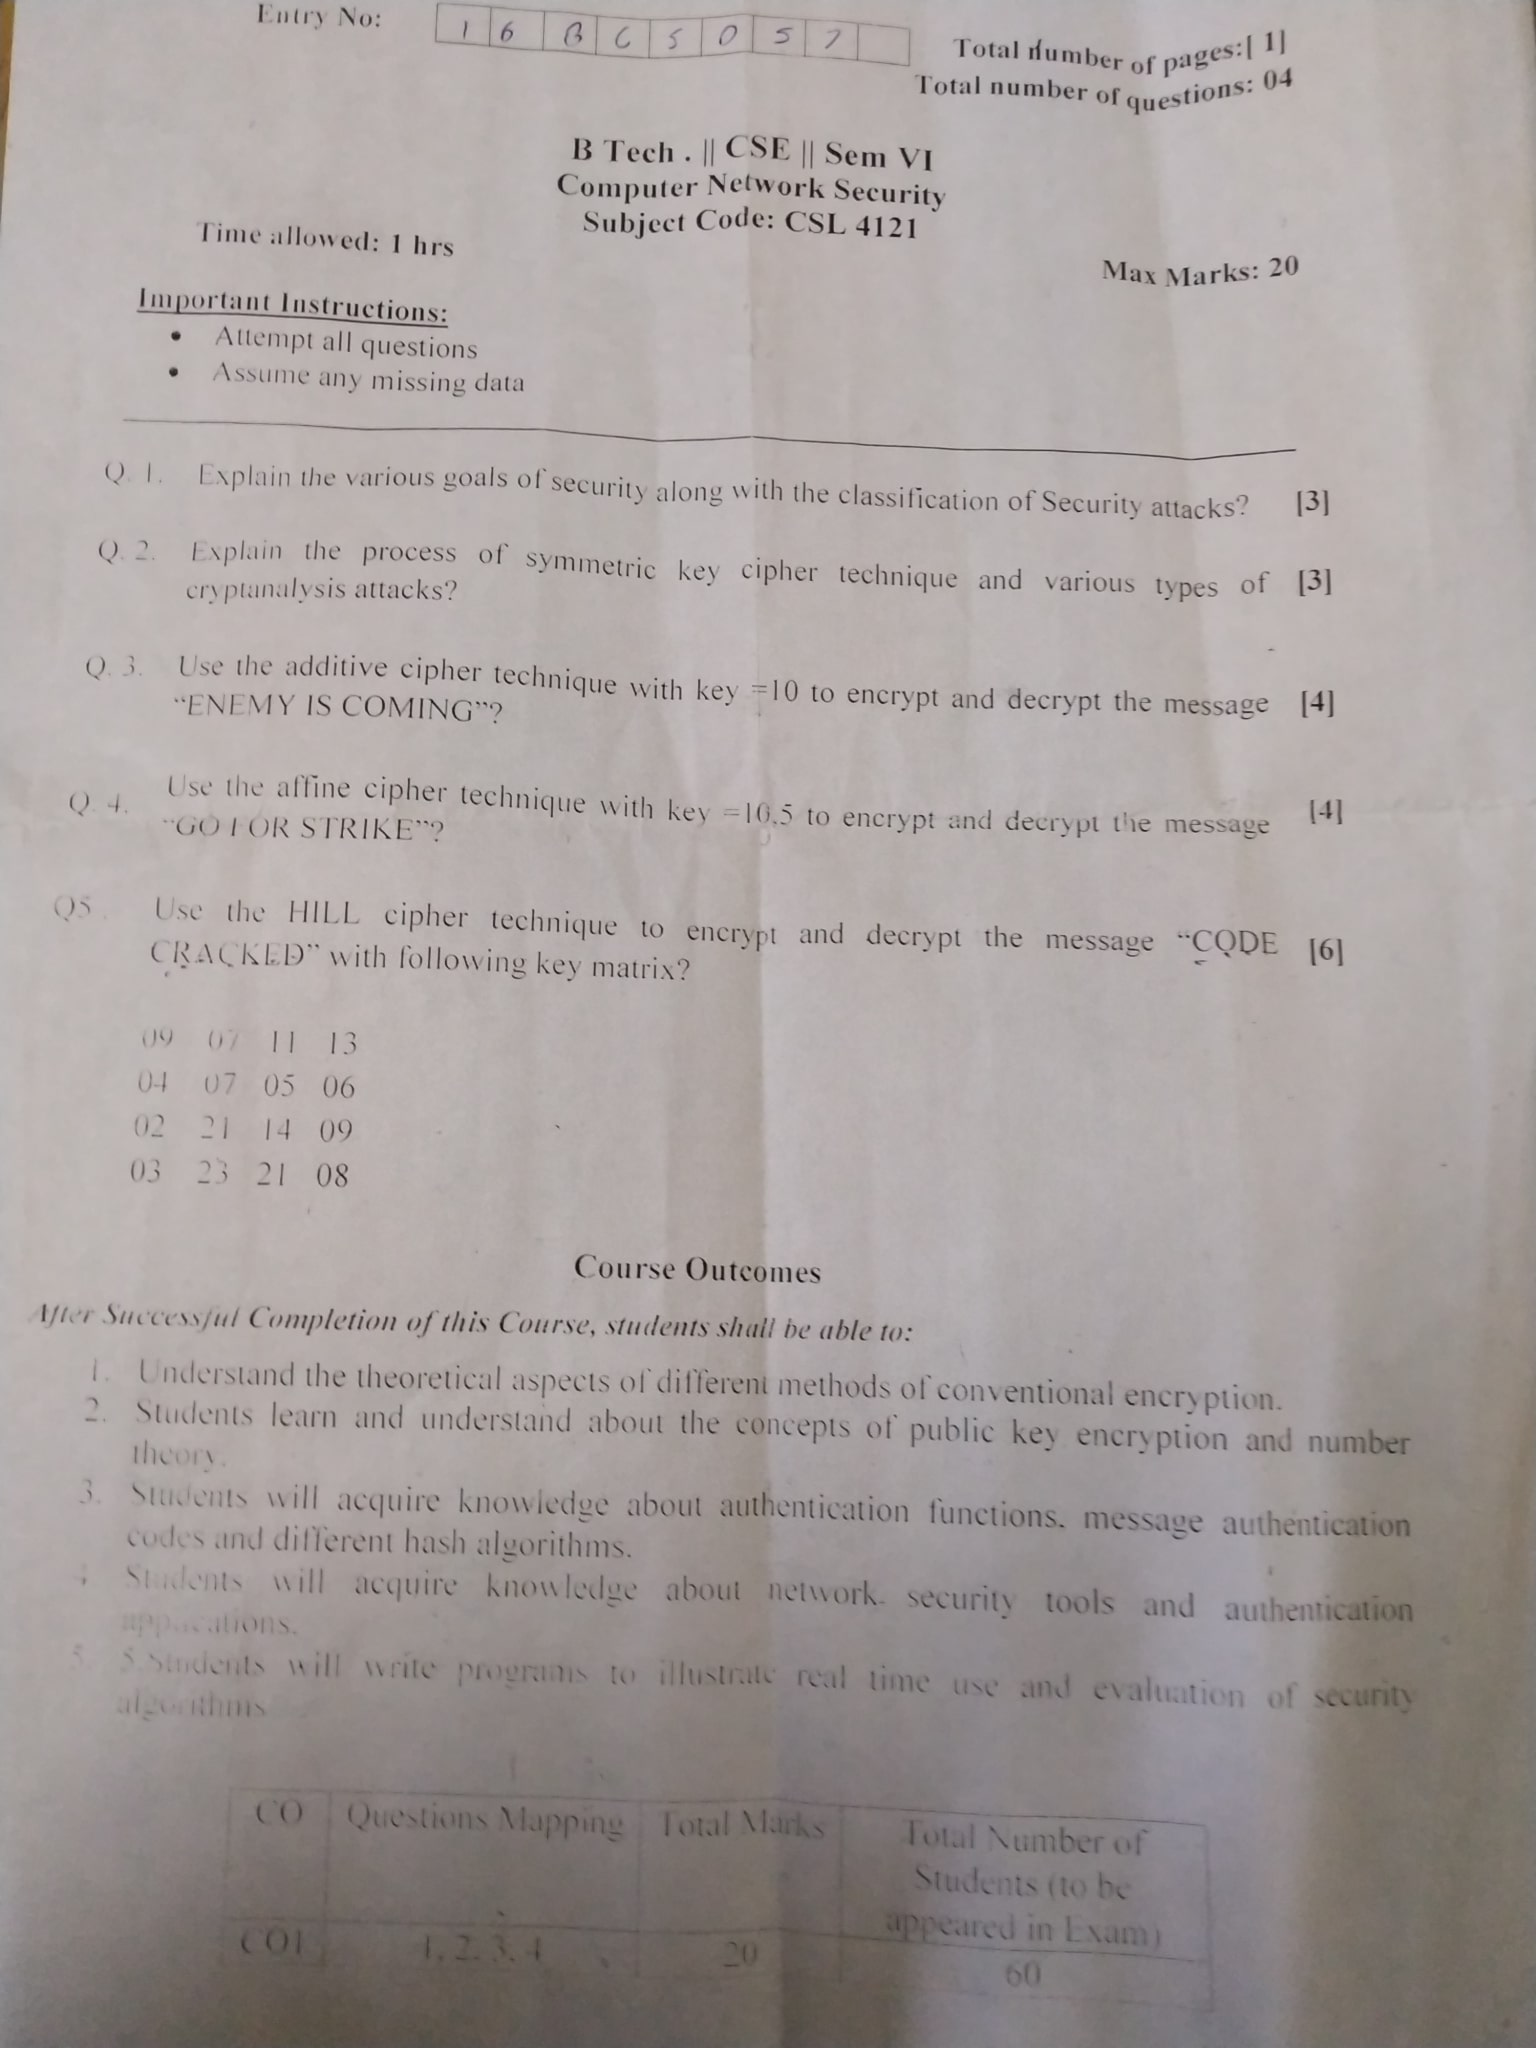 Entry No: 16BCS057
Total number of pages:[ 1]
Total number of questions: 04
B Tech . || CSE || Sem VI
Computer Network Security
Subject Code: CSL 4121
Time allowed: 1 hrs
Max Marks: 20
Important Instructions:
• Attempt all questions
• Assume any missing data
Q. 1. Explain the various goals of security along with the classification of Security attacks? [3]
Q. 2. Explain the process of symmetric key cipher technique and various types of [3]
cryptanalysis attacks?
Q. 3. Use the additive cipher technique with key =10 to encrypt and decrypt the message [4]
“ENEMY IS COMING”?
Q. 4. Use the affine cipher technique with key =10,5 to encrypt and decrypt the message [4]
“GO FOR STRIKE”?
Q5. Use the HILL cipher technique to encrypt and decrypt the message “CODE [6]
CRACKED” with following key matrix?
09 07 11 13
04 07 05 06
02 21 14 09
03 23 21 08
Course Outcomes
After Successful Completion of this Course, students shall be able to:
1. Understand the theoretical aspects of different methods of conventional encryption.
2. Students learn and understand about the concepts of public key encryption and number
theory.
3. Students will acquire knowledge about authentication functions, message authentication
codes and different hash algorithms.
4 Students will acquire knowledge about network security tools and authentication
applications.
5. 5.Students will write programs to illustrate real time use and evaluation of security
algorithms
CO Questions Mapping Total Marks Total Number of
Students (to be
appeared in Exam)
CO1 1, 2, 3, 4 20 60